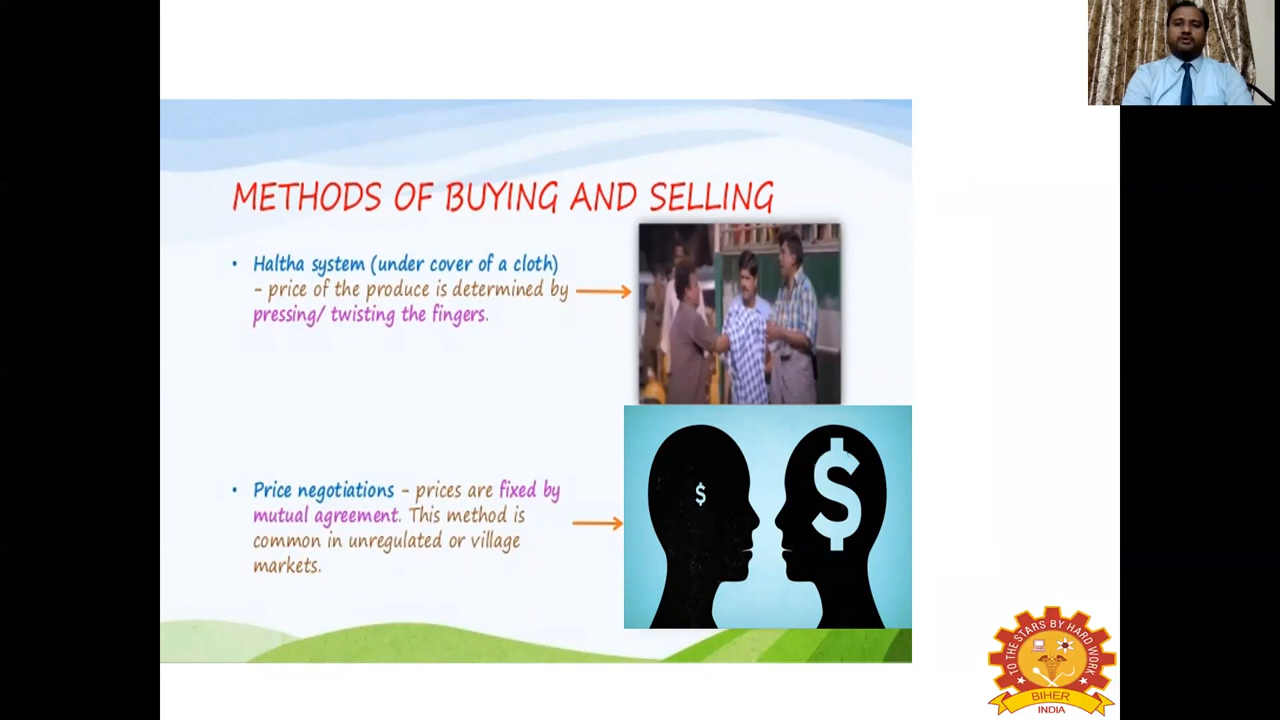 METHODS OF BUYING AND SELLING
• Haltha system (under cover of a cloth)
- price of the produce is determined by
pressing/ twisting the fingers.
$
$
• Price negotiations - prices are fixed by
mutual agreement. This method is
common in unregulated or village
markets.
TO THE STARS BY HARD WORK
BIHER
INDIA